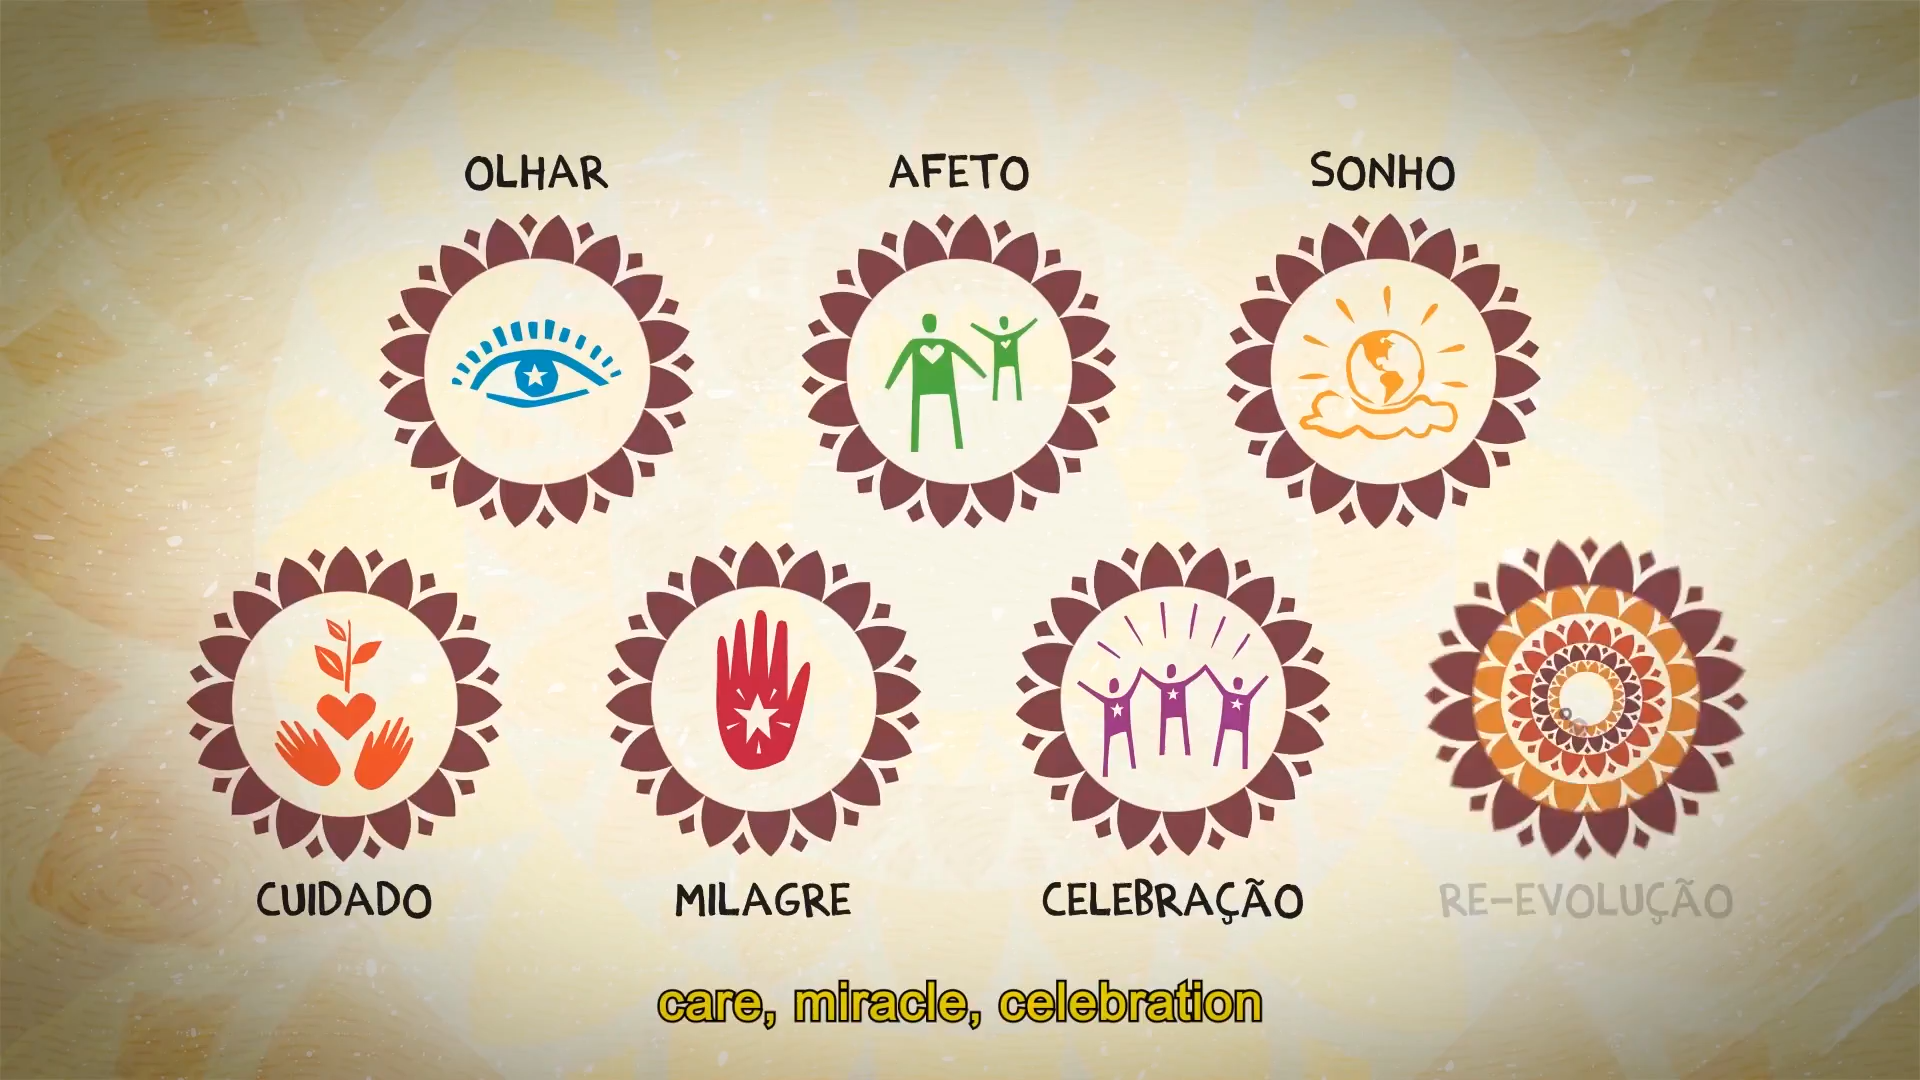 OLHAR
AFETO
SONHO
CUIDADO
MILAGRE
CELEBRAÇÃO
RE-EVOLUÇÃO
care, miracle, celebration